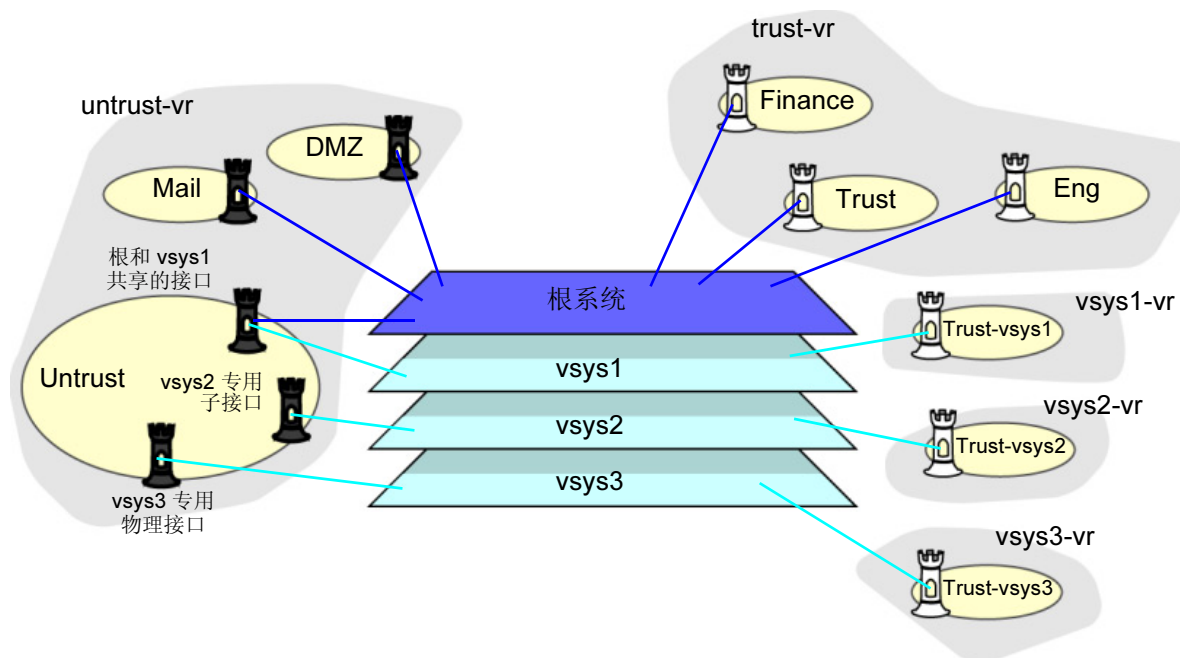 trust-vr
Finance
untrust-vr
DMZ
Mail
Trust
Eng
根和 vsys1
共享的接口
根系统
vsys1-vr
Trust-vsys1
Untrust
vsys1
vsys2 专用
子接口
vsys2-vr
vsys2
Trust-vsys2
vsys3
vsys3 专用
物理接口
vsys3-vr
Trust-vsys3